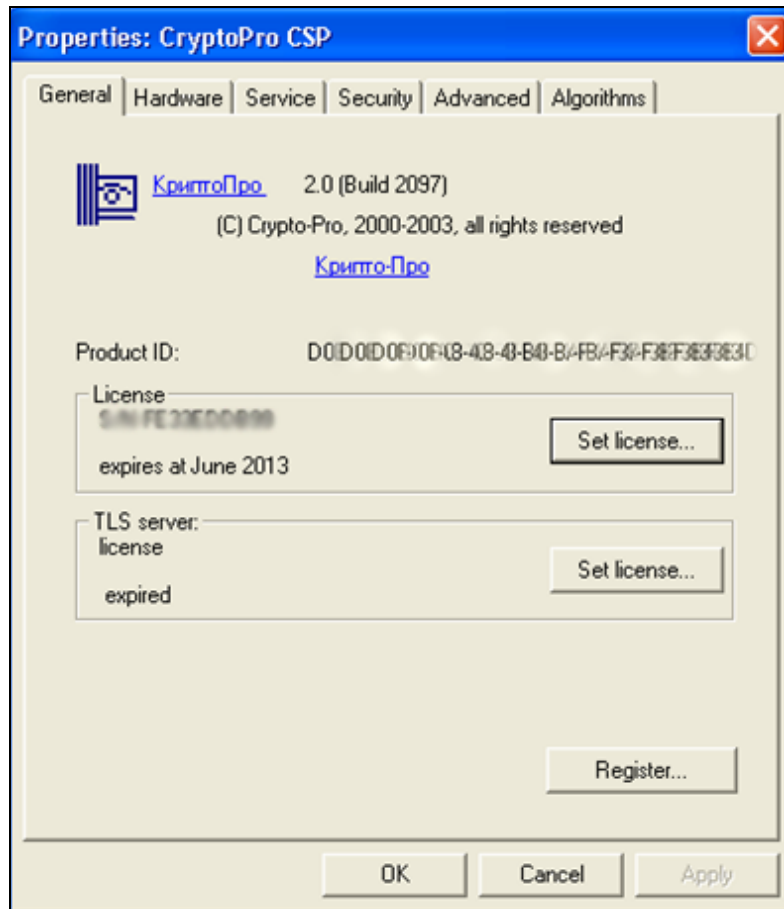 Properties: CryptoPro CSP
General Hardware Service Security Advanced Algorithms
КриптоПро 2.0 (Build 2097)
(C) Crypto-Pro, 2000-2003, all rights reserved
Крипто-Про
Product ID:
License
Set license...
expires at June 2013
TLS server:
license
Set license...
expired
Register...
OK Cancel Apply